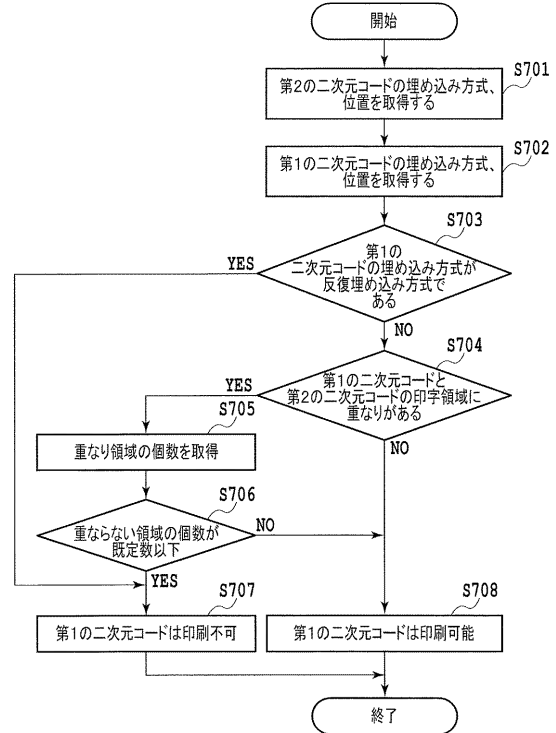 開始
S701
第2の二次元コードの埋め込み方式、
位置を取得する
S702
第1の二次元コードの埋め込み方式、
位置を取得する
S703
第1の
二次元コードの埋め込み方式が
反復埋め込み方式で
ある
YES
NO
S704
第1の二次元コードと
第2の二次元コードの印字領域に
重なりがある
YES
NO
S705
重なり領域の個数を取得
S706
重ならない領域の個数が
既定数以下
NO
YES
S707
第1の二次元コードは印刷不可
S708
第1の二次元コードは印刷可能
終了